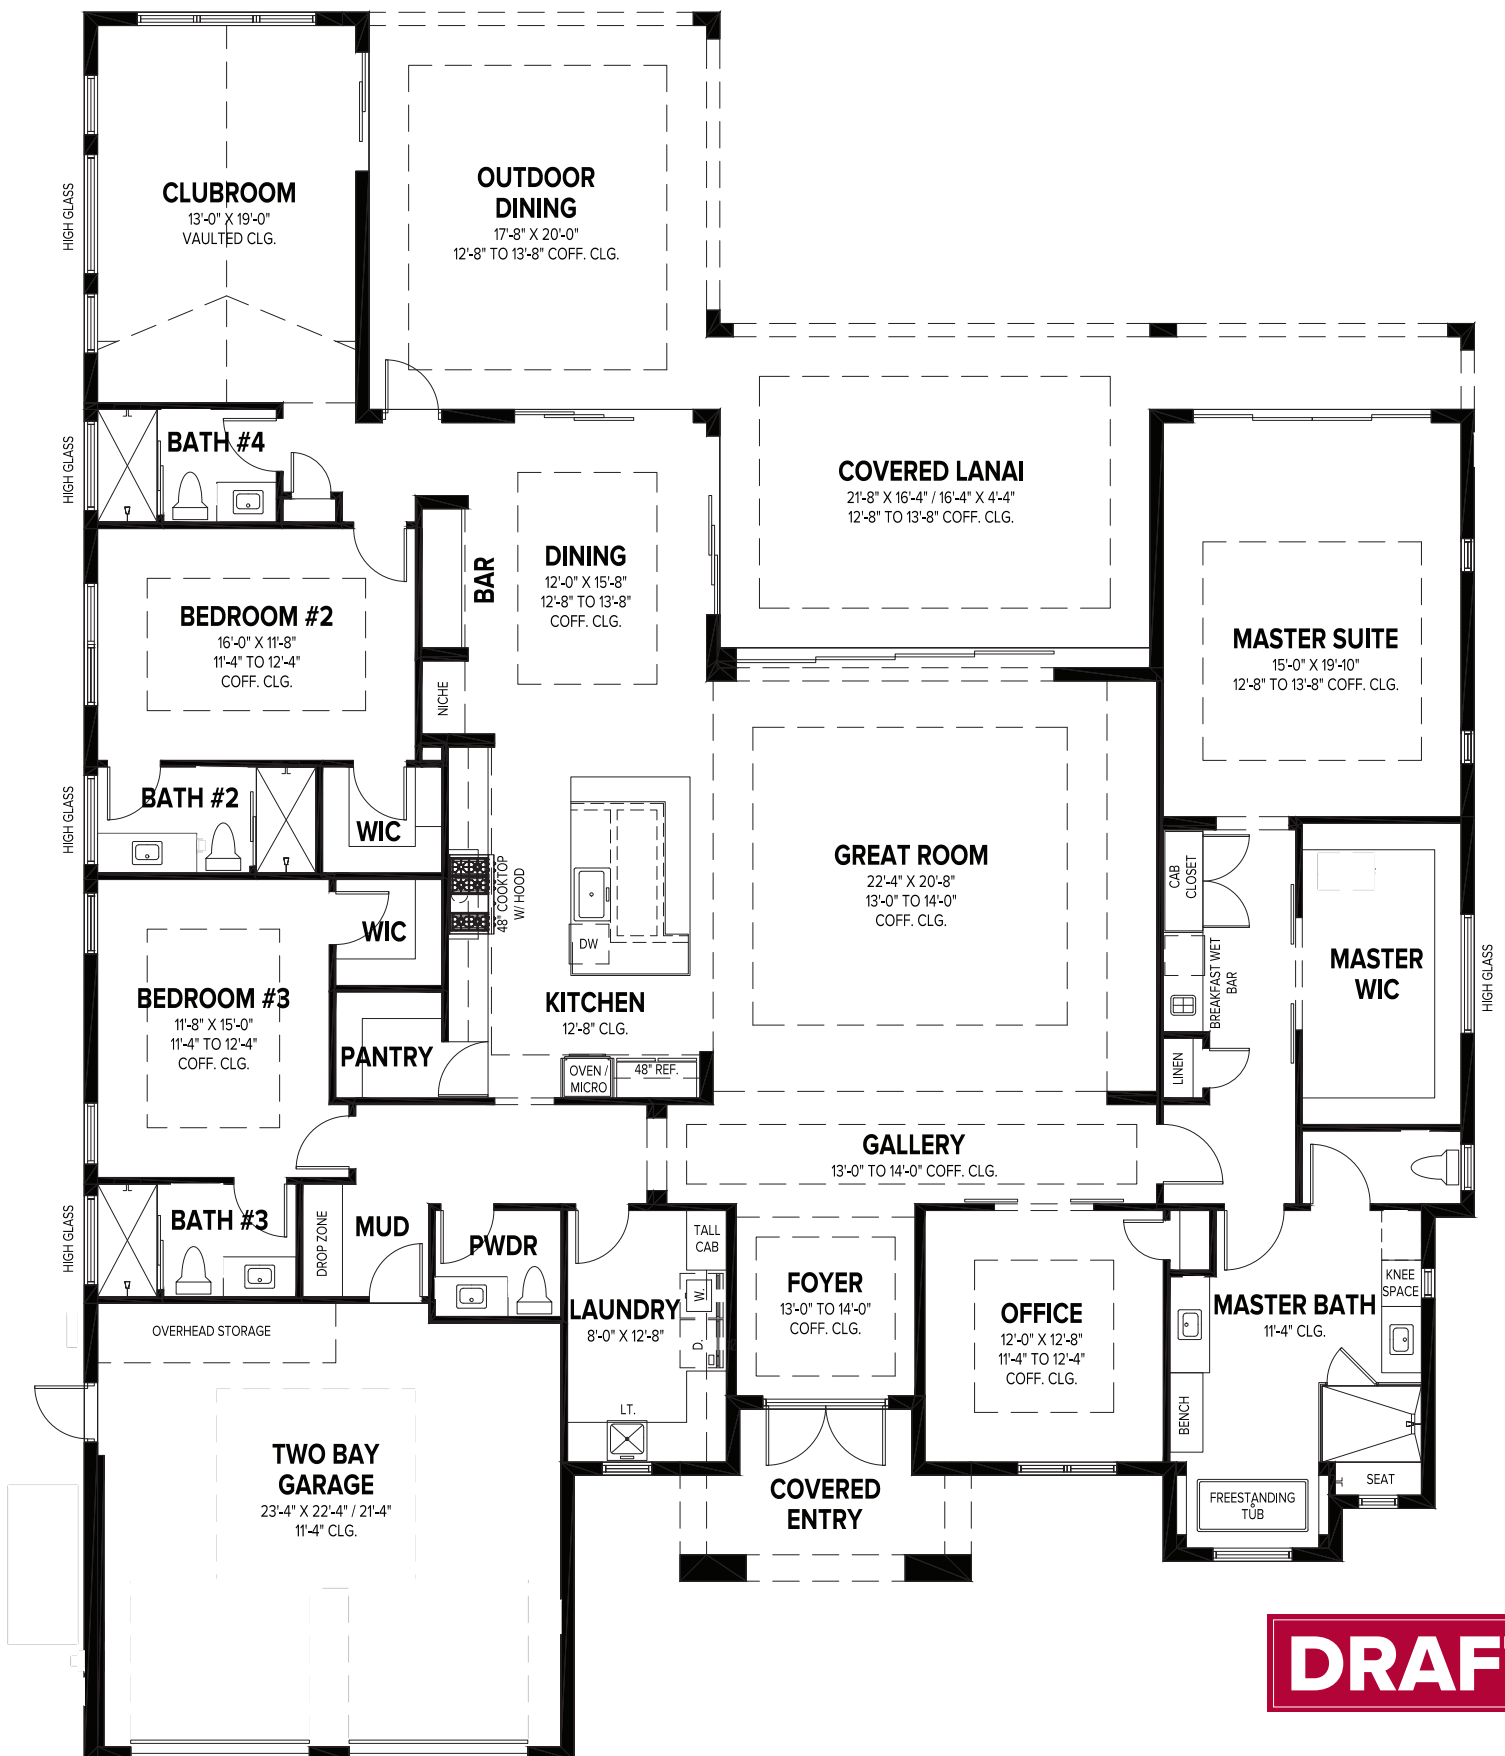 CLUBROOM
13'-0" X 19'-0"
VAULTED CLG.
HIGH GLASS
OUTDOOR
DINING
17'-8" X 20'-0"
12'-8" TO 13'-8" COFF. CLG.
BATH #4
HIGH GLASS
COVERED LANAI
21'-8" X 16'-4" / 16'-4" X 4'-4"
12'-8" TO 13'-8" COFF. CLG.
BAR
DINING
12'-0" X 15'-8"
12'-8" TO 13'-8"
COFF. CLG.
BEDROOM #2
16'-0" X 11'-8"
11'-4" TO 12'-4"
COFF. CLG.
MASTER SUITE
15'-0" X 19'-10"
12'-8" TO 13'-8" COFF. CLG.
NICHE
BATH #2
HIGH GLASS
WIC
48" COOKTOP
W/ HOOD
GREAT ROOM
22'-4" X 20'-8"
13'-0" TO 14'-0"
COFF. CLG.
CAB
CLOSET
WIC
DW
MASTER
WIC
HIGH GLASS
BREAKFAST WET
BAR
BEDROOM #3
11'-8" X 15'-0"
11'-4" TO 12'-4"
COFF. CLG.
KITCHEN
12'-8" CLG.
PANTRY
OVEN /
MICRO
48" REF.
LINEN
GALLERY
13'-0" TO 14'-0" COFF. CLG.
BATH #3
HIGH GLASS
DROP ZONE
MUD
PWDR
TALL
CAB
W.
D.
LAUNDRY
8'-0" X 12'-8"
FOYER
13'-0" TO 14'-0"
COFF. CLG.
OFFICE
12'-0" X 12'-8"
11'-4" TO 12'-4"
COFF. CLG.
MASTER BATH
11'-4" CLG.
KNEE
SPACE
OVERHEAD STORAGE
LT.
BENCH
TWO BAY
GARAGE
23'-4" X 22'-4" / 21'-4"
11'-4" CLG.
COVERED
ENTRY
SEAT
FREESTANDING
TUB
DRAF